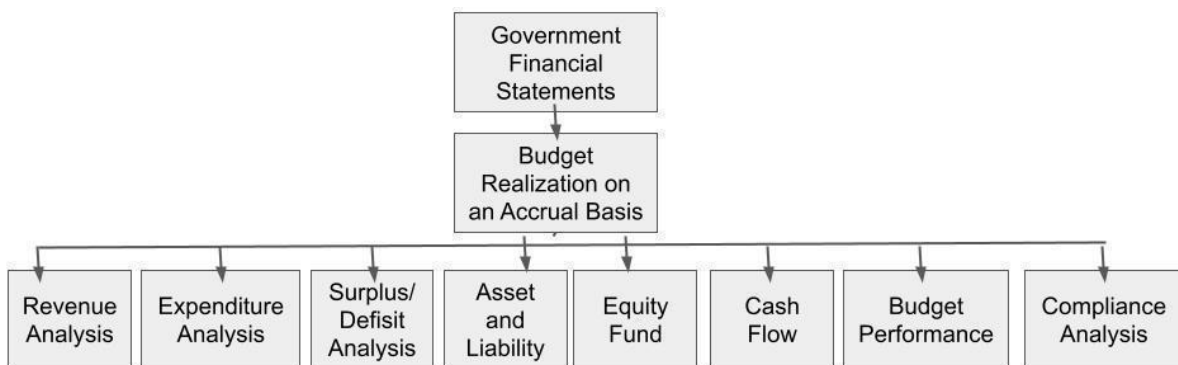 Government
Financial
Statements
Budget
Realization on
an Accrual Basis
Revenue
Analysis
Expenditure
Analysis
Surplus/
Defisit
Analysis
Asset
and
Liability
Equity
Fund
Cash
Flow
Budget
Performance
Compliance
Analysis